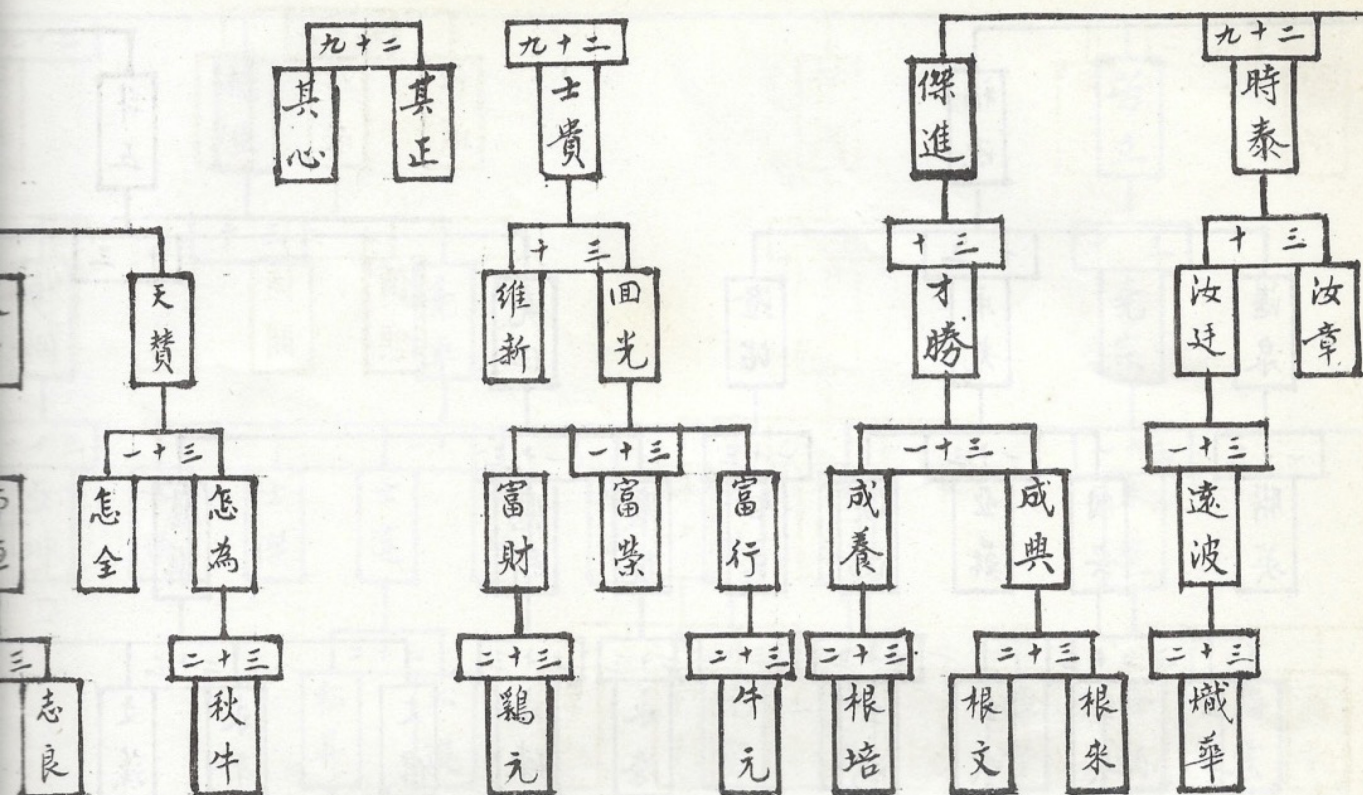 九十二
九十二
九十二
其心
其正
士貴
傑進
時泰
十三
十三
十三
天贊
維新
回光
才勝
汝廷
汝章
一十三
一十三
一十三
一十三
怎全
怎為
富財
富榮
富行
成養
成興
遠波
三
二十三
二十三
二十三
二十三
二十三
二十三
志良
秋牛
鷄元
牛元
根培
根文
根來
熾華